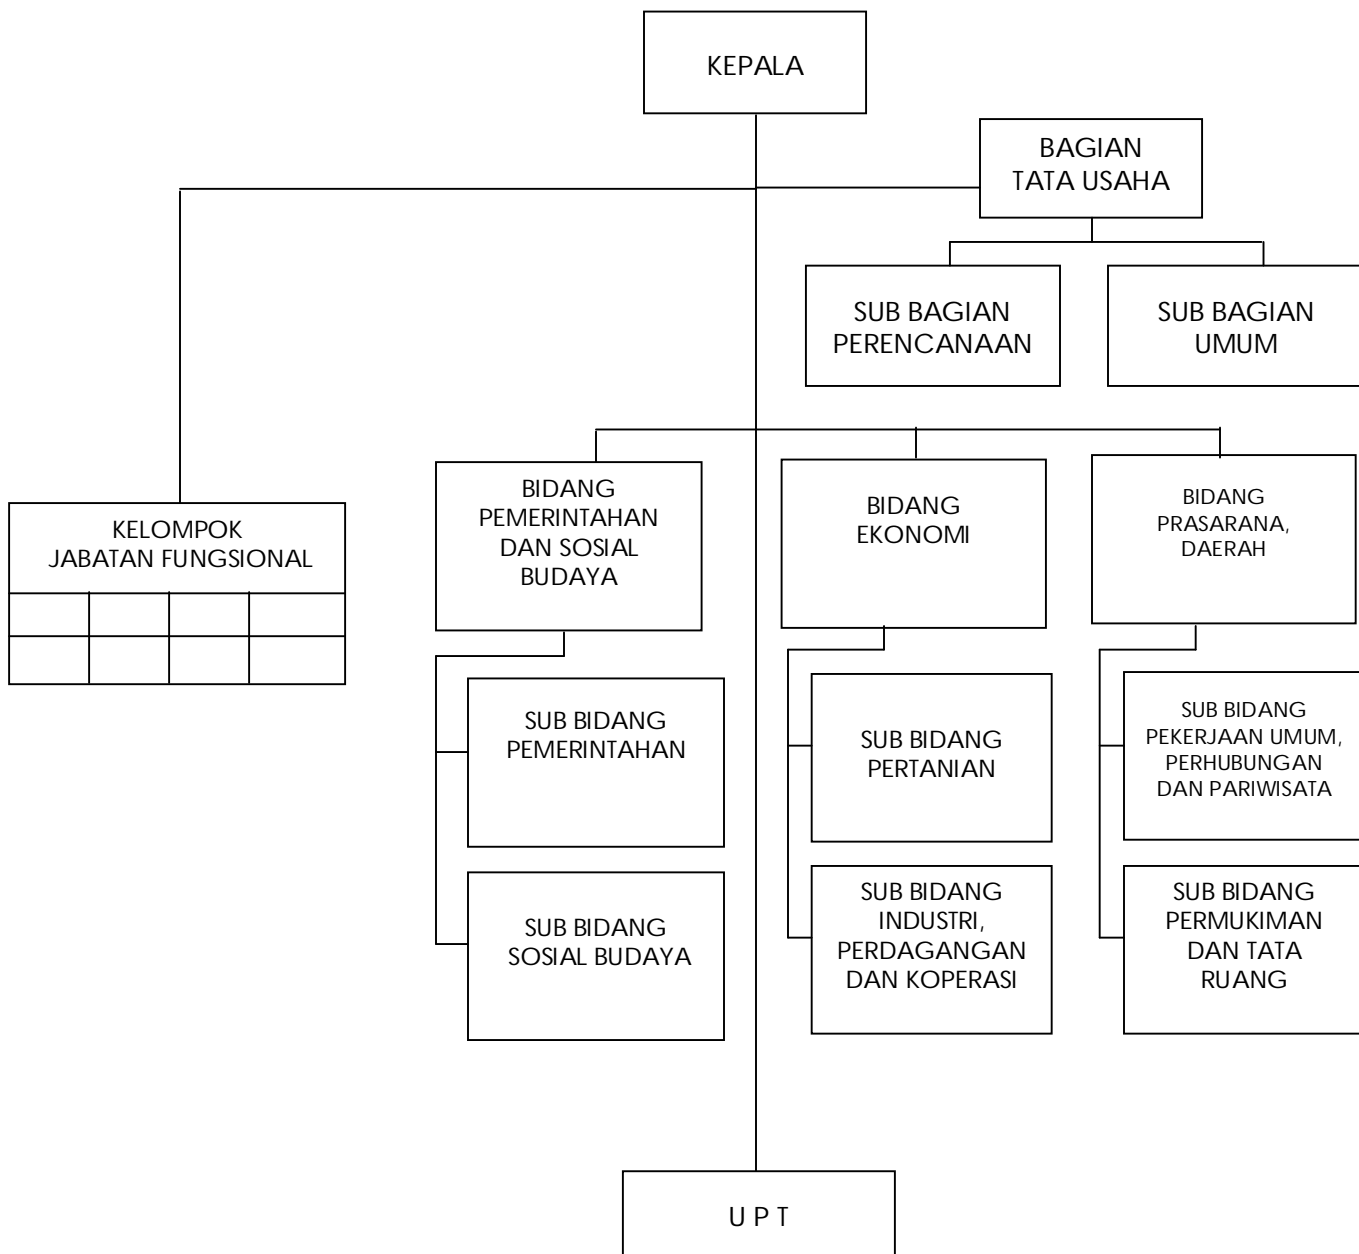 KEPALA
BAGIAN
TATA USAHA
SUB BAGIAN
PERENCANAAN
SUB BAGIAN
UMUM
KELOMPOK
JABATAN FUNGSIONAL
BIDANG
PEMERINTAHAN
DAN SOSIAL
BUDAYA
BIDANG
EKONOMI
BIDANG
PRASARANA,
DAERAH
SUB BIDANG
PEMERINTAHAN
SUB BIDANG
PERTANIAN
SUB BIDANG
PEKERJAAN UMUM,
PERHUBUNGAN
DAN PARIWISATA
SUB BIDANG
SOSIAL BUDAYA
SUB BIDANG
INDUSTRI,
PERDAGANGAN
DAN KOPERASI
SUB BIDANG
PERMUKIMAN
DAN TATA
RUANG
U P T